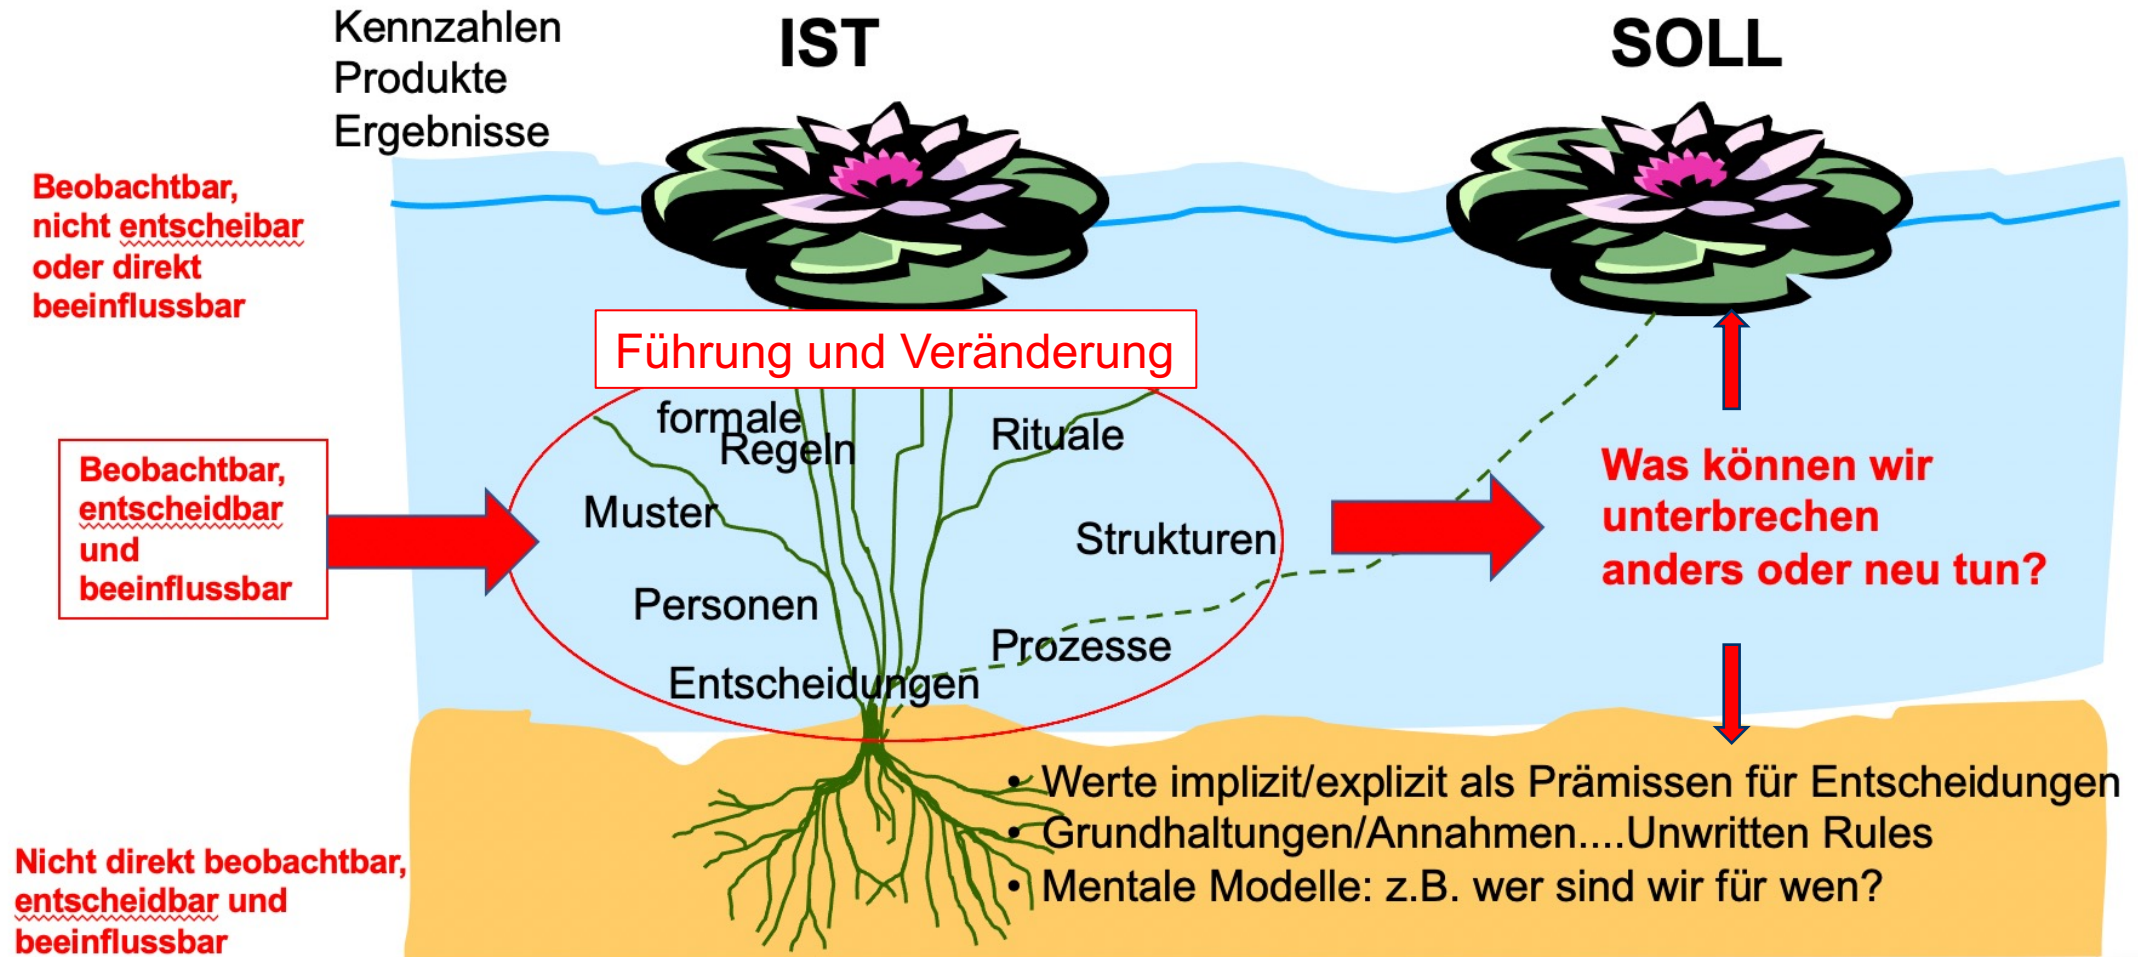 Kennzahlen
Produkte
Ergebnisse
IST
SOLL
Beobachtbar,
nicht entscheibar
oder direkt
beeinflussbar
Führung und Veränderung
formale
Regeln
Rituale
Muster
Strukturen
Personen
Prozesse
Entscheidungen
Beobachtbar,
entscheidbar
und
beeinflussbar
Was können wir
unterbrechen
anders oder neu tun?
Nicht direkt beobachtbar,
entscheidbar und
beeinflussbar
• Werte implizit/explizit als Prämissen für Entscheidungen
• Grundhaltungen/Annahmen....Unwritten Rules
• Mentale Modelle: z.B. wer sind wir für wen?